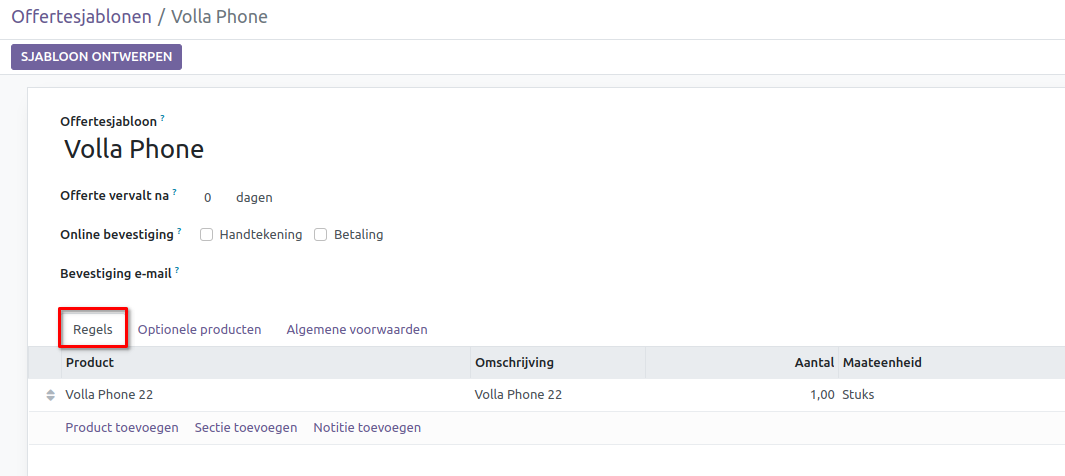 Offertesjablonen / Volla Phone
SJABLOON ONTWERPEN
Offertesjabloon ?
Volla Phone
Offerte vervalt na ? 0 dagen
Online bevestiging ? Handtekening Betaling
Bevestiging e-mail ?
Regels Optionele producten Algemene voorwaarden
Product Omschrijving Aantal Maateenheid
Volla Phone 22 Volla Phone 22 1,00 Stuks
Product toevoegen Sectie toevoegen Notitie toevoegen